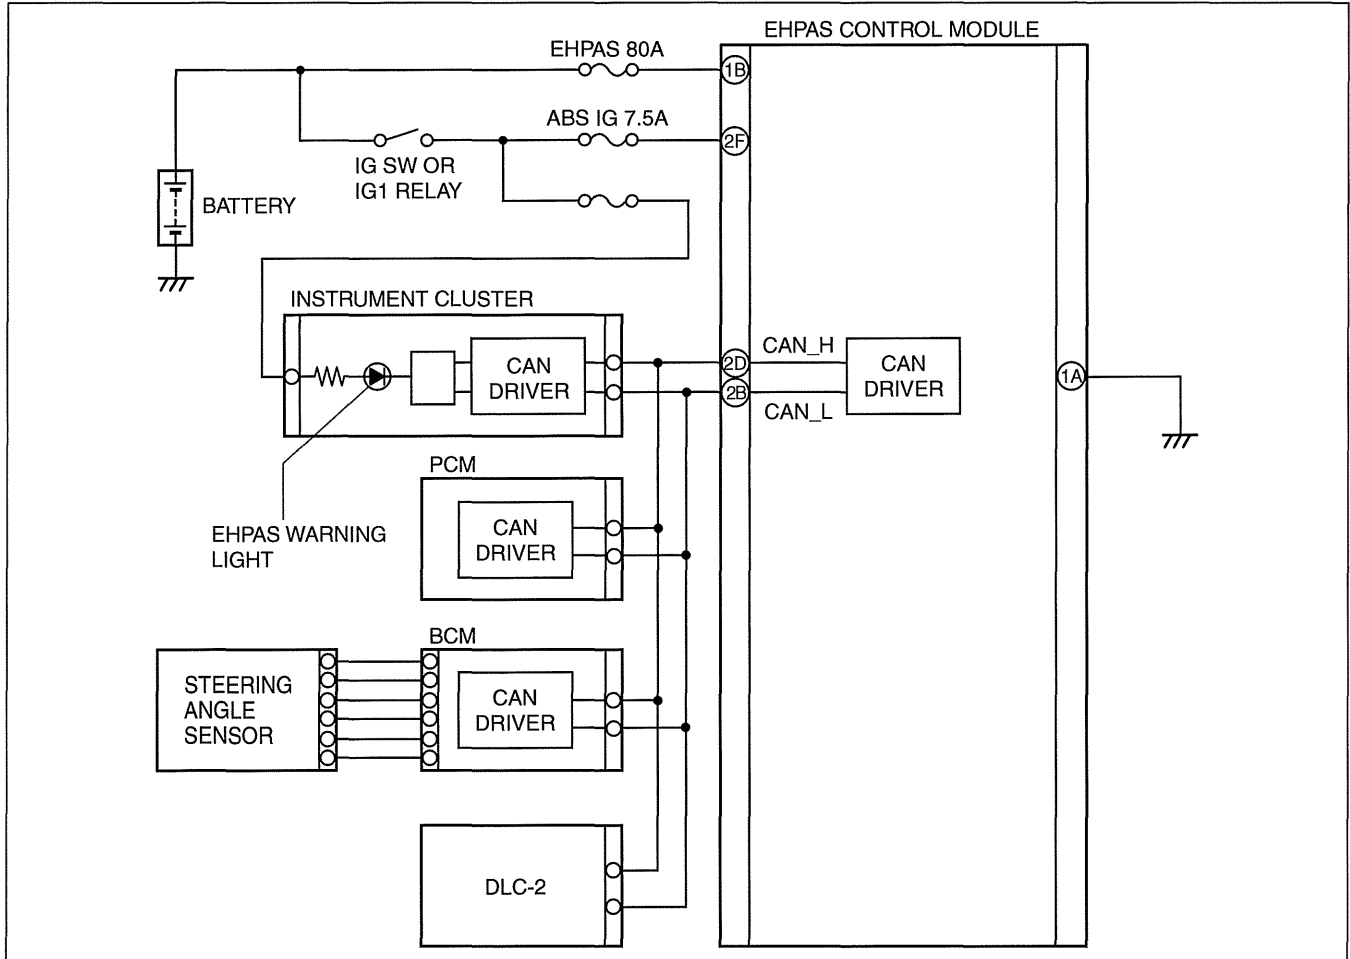 EHPAS CONTROL MODULE
EHPAS 80A
1B
ABS IG 7.5A
2F
IG SW OR
IG1 RELAY
BATTERY
INSTRUMENT CLUSTER
CAN
DRIVER
2D
CAN_H
2B
CAN_L
CAN
DRIVER
1A
EHPAS WARNING
LIGHT
PCM
CAN
DRIVER
BCM
STEERING
ANGLE
SENSOR
CAN
DRIVER
DLC-2